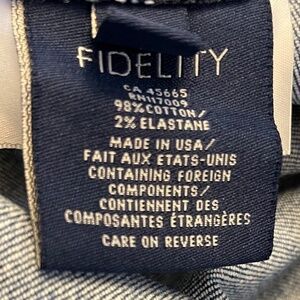 FIDELITY
CA 45665
RN117009
98% COTTON/
2% ELASTANE
MADE IN USA/
FAIT AUX ETATS-UNIS
CONTAINING FOREIGN
COMPONENTS/
CONTIENNENT DES
COMPOSANTES ÉTRANGÈRES
CARE ON REVERSE